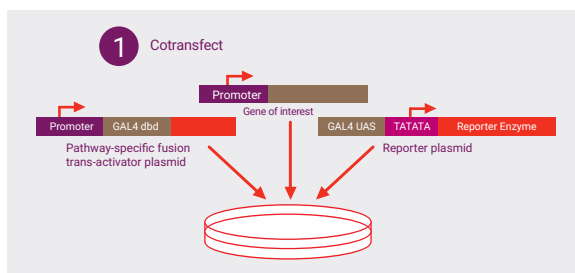 1 Cotransfect
Promoter
Gene of interest
Promoter GAL4 dbd
Pathway-specific fusion
trans-activator plasmid
GAL4 UAS TATATA Reporter Enzyme
Reporter plasmid